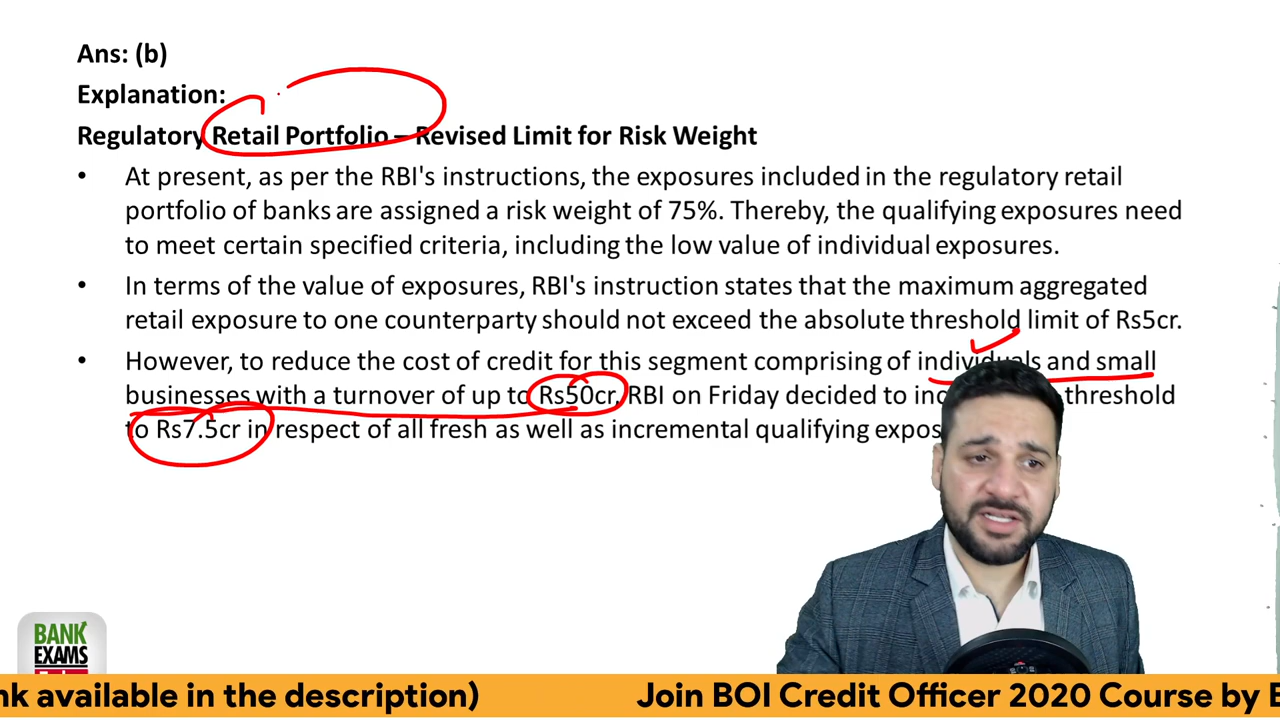 Ans: (b)
Explanation:
Regulatory Retail Portfolio – Revised Limit for Risk Weight
• At present, as per the RBI's instructions, the exposures included in the regulatory retail
portfolio of banks are assigned a risk weight of 75%. Thereby, the qualifying exposures need
to meet certain specified criteria, including the low value of individual exposures.
• In terms of the value of exposures, RBI's instruction states that the maximum aggregated
retail exposure to one counterparty should not exceed the absolute threshold limit of Rs5cr.
• However, to reduce the cost of credit for this segment comprising of individuals and small
businesses with a turnover of up to Rs50cr, RBI on Friday decided to threshold
to Rs7.5cr in respect of all fresh as well as incremental qualifying
BANK
EXAMS
available in the description) Join BOI Credit Officer 2020 Course by